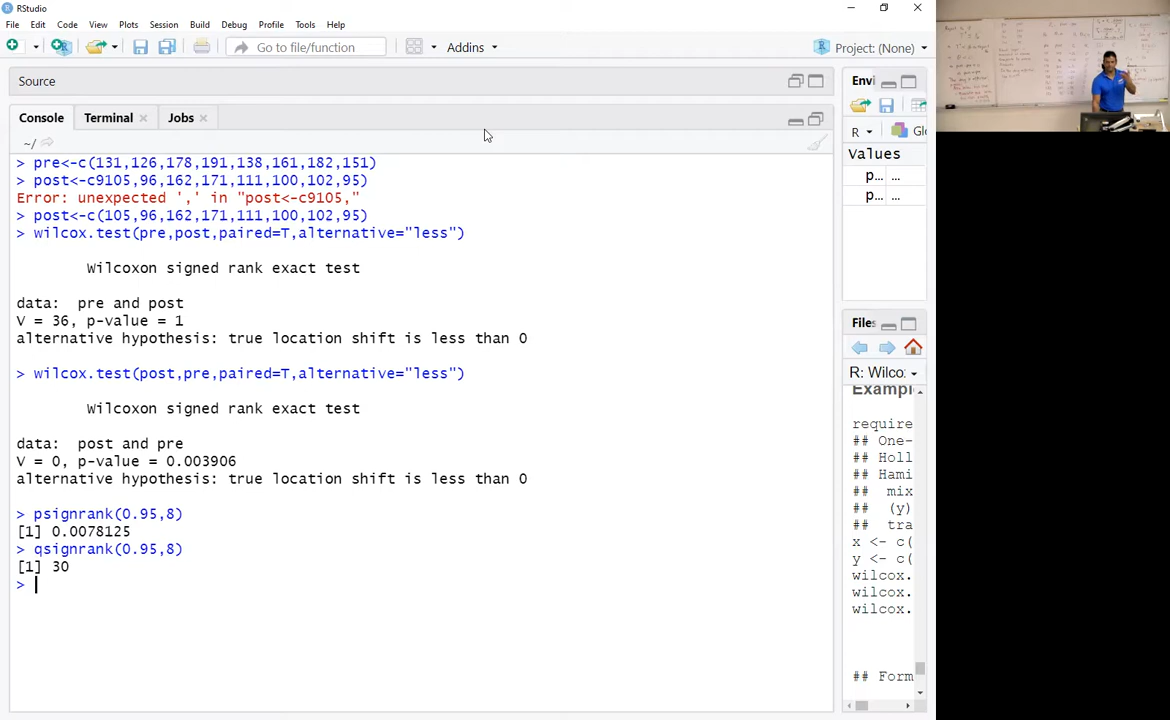 RStudio
File Edit Code View Plots Session Build Debug Profile Tools Help
Go to file/function Addins Project: (None)
Source
Console Terminal Jobs
~/
> pre<-c(131,126,178,191,138,161,182,151)
> post<-c9105,96,162,171,111,100,102,95)
Error: unexpected ',' in "post<-c9105,"
> post<-c(105,96,162,171,111,100,102,95)
> wilcox.test(pre,post,paired=T,alternative="less")
Wilcoxon signed rank exact test
data: pre and post
V = 36, p-value = 1
alternative hypothesis: true location shift is less than 0
> wilcox.test(post,pre,paired=T,alternative="less")
Wilcoxon signed rank exact test
data: post and pre
V = 0, p-value = 0.003906
alternative hypothesis: true location shift is less than 0
> psignrank(0.95,8)
[1] 0.0078125
> qsignrank(0.95,8)
[1] 30
>
Envi
R Glo
Values
p... ...
p... ...
Files
R: Wilco:
Exampl
require
## One-
## Holl
## Hami
## mix
## (y)
## tra
x <- c(
y <- c(
wilcox.
wilcox.
wilcox.
## Form